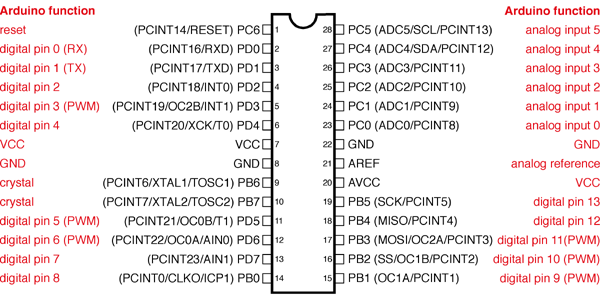 Arduino function Arduino function
reset (PCINT14/RESET) PC6 1 28 PC5 (ADC5/SCL/PCINT13) analog input 5
digital pin 0 (RX) (PCINT16/RXD) PD0 2 27 PC4 (ADC4/SDA/PCINT12) analog input 4
digital pin 1 (TX) (PCINT17/TXD) PD1 3 26 PC3 (ADC3/PCINT11) analog input 3
digital pin 2 (PCINT18/INT0) PD2 4 25 PC2 (ADC2/PCINT10) analog input 2
digital pin 3 (PWM) (PCINT19/OC2B/INT1) PD3 5 24 PC1 (ADC1/PCINT9) analog input 1
digital pin 4 (PCINT20/XCK/T0) PD4 6 23 PC0 (ADC0/PCINT8) analog input 0
VCC VCC 7 22 GND GND
GND GND 8 21 AREF analog reference
crystal (PCINT6/XTAL1/TOSC1) PB6 9 20 AVCC VCC
crystal (PCINT7/XTAL2/TOSC2) PB7 10 19 PB5 (SCK/PCINT5) digital pin 13
digital pin 5 (PWM) (PCINT21/OC0B/T1) PD5 11 18 PB4 (MISO/PCINT4) digital pin 12
digital pin 6 (PWM) (PCINT22/OC0A/AIN0) PD6 12 17 PB3 (MOSI/OC2A/PCINT3) digital pin 11(PWM)
digital pin 7 (PCINT23/AIN1) PD7 13 16 PB2 (SS/OC1B/PCINT2) digital pin 10 (PWM)
digital pin 8 (PCINT0/CLKO/ICP1) PB0 14 15 PB1 (OC1A/PCINT1) digital pin 9 (PWM)